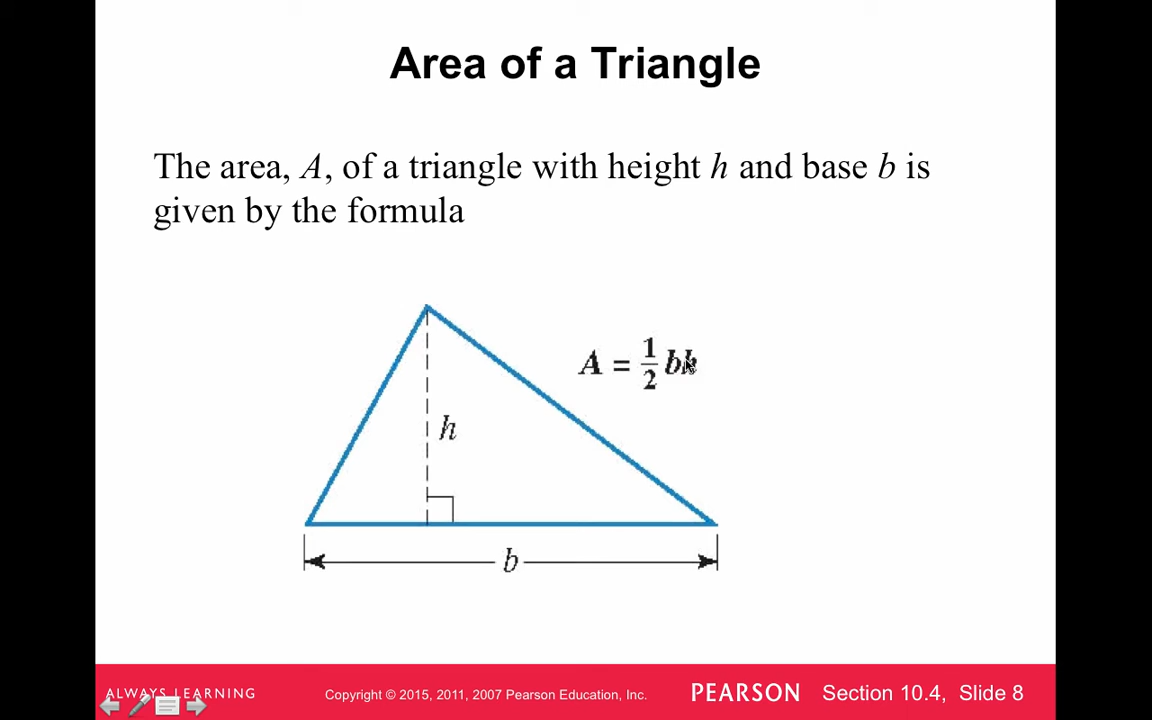 Area of a Triangle
The area, A, of a triangle with height h and base b is
given by the formula
A = 1/2 bh
h
b
ALWAYS LEARNING
Copyright © 2015, 2011, 2007 Pearson Education, Inc.
PEARSON
Section 10.4, Slide 8